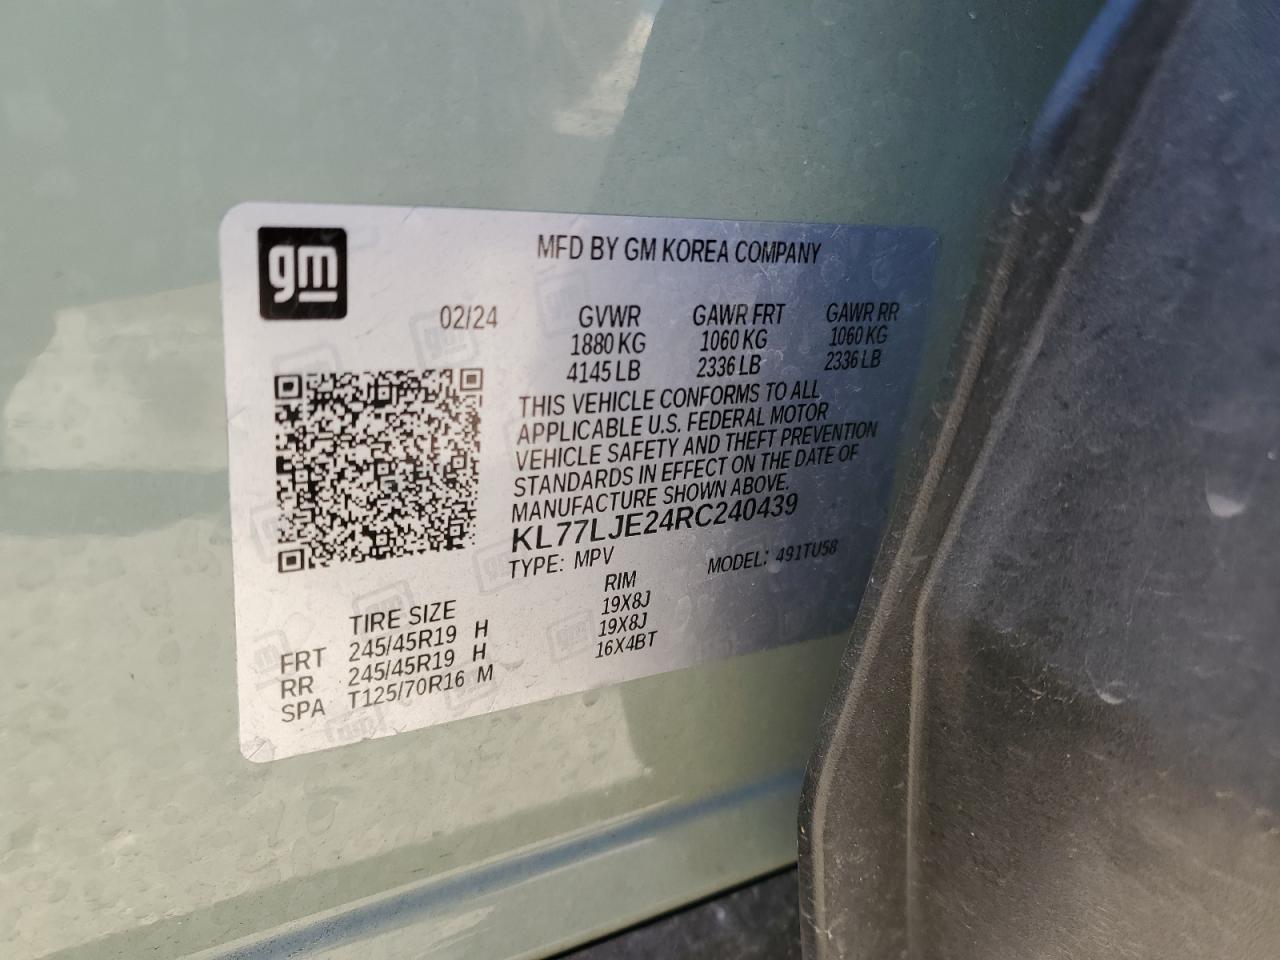 gm
MFD BY GM KOREA COMPANY
02/24 GVWR GAWR FRT GAWR RR
1880 KG 1060 KG 1060 KG
4145 LB 2336 LB 2336 LB
THIS VEHICLE CONFORMS TO ALL
APPLICABLE U.S. FEDERAL MOTOR
VEHICLE SAFETY AND THEFT PREVENTION
STANDARDS IN EFFECT ON THE DATE OF
MANUFACTURE SHOWN ABOVE.
KL77LJE24RC240439
TYPE: MPV MODEL: 491TU58
TIRE SIZE RIM
FRT 245/45R19 H 19X8J
RR 245/45R19 H 19X8J
SPA T125/70R16 M 16X4BT